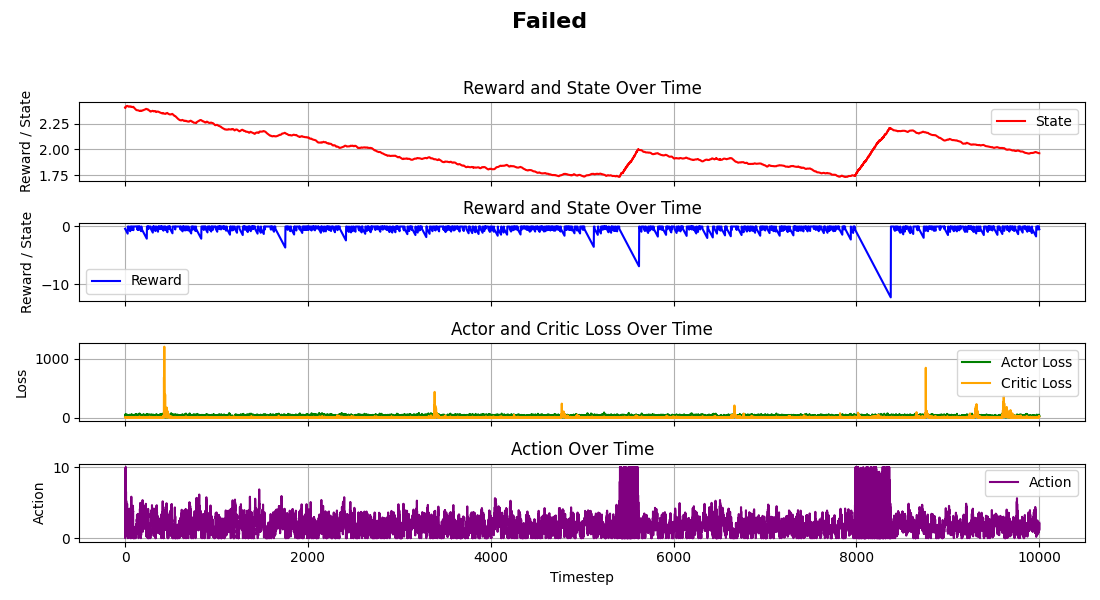 Failed
Reward and State Over Time
Reward / State
2.25
2.00
1.75
State
Reward and State Over Time
Reward / State
0
−10
Reward
Actor and Critic Loss Over Time
Loss
1000
0
Actor Loss
Critic Loss
Action Over Time
Action
10
0
Action
0 2000 4000 6000 8000 10000
Timestep